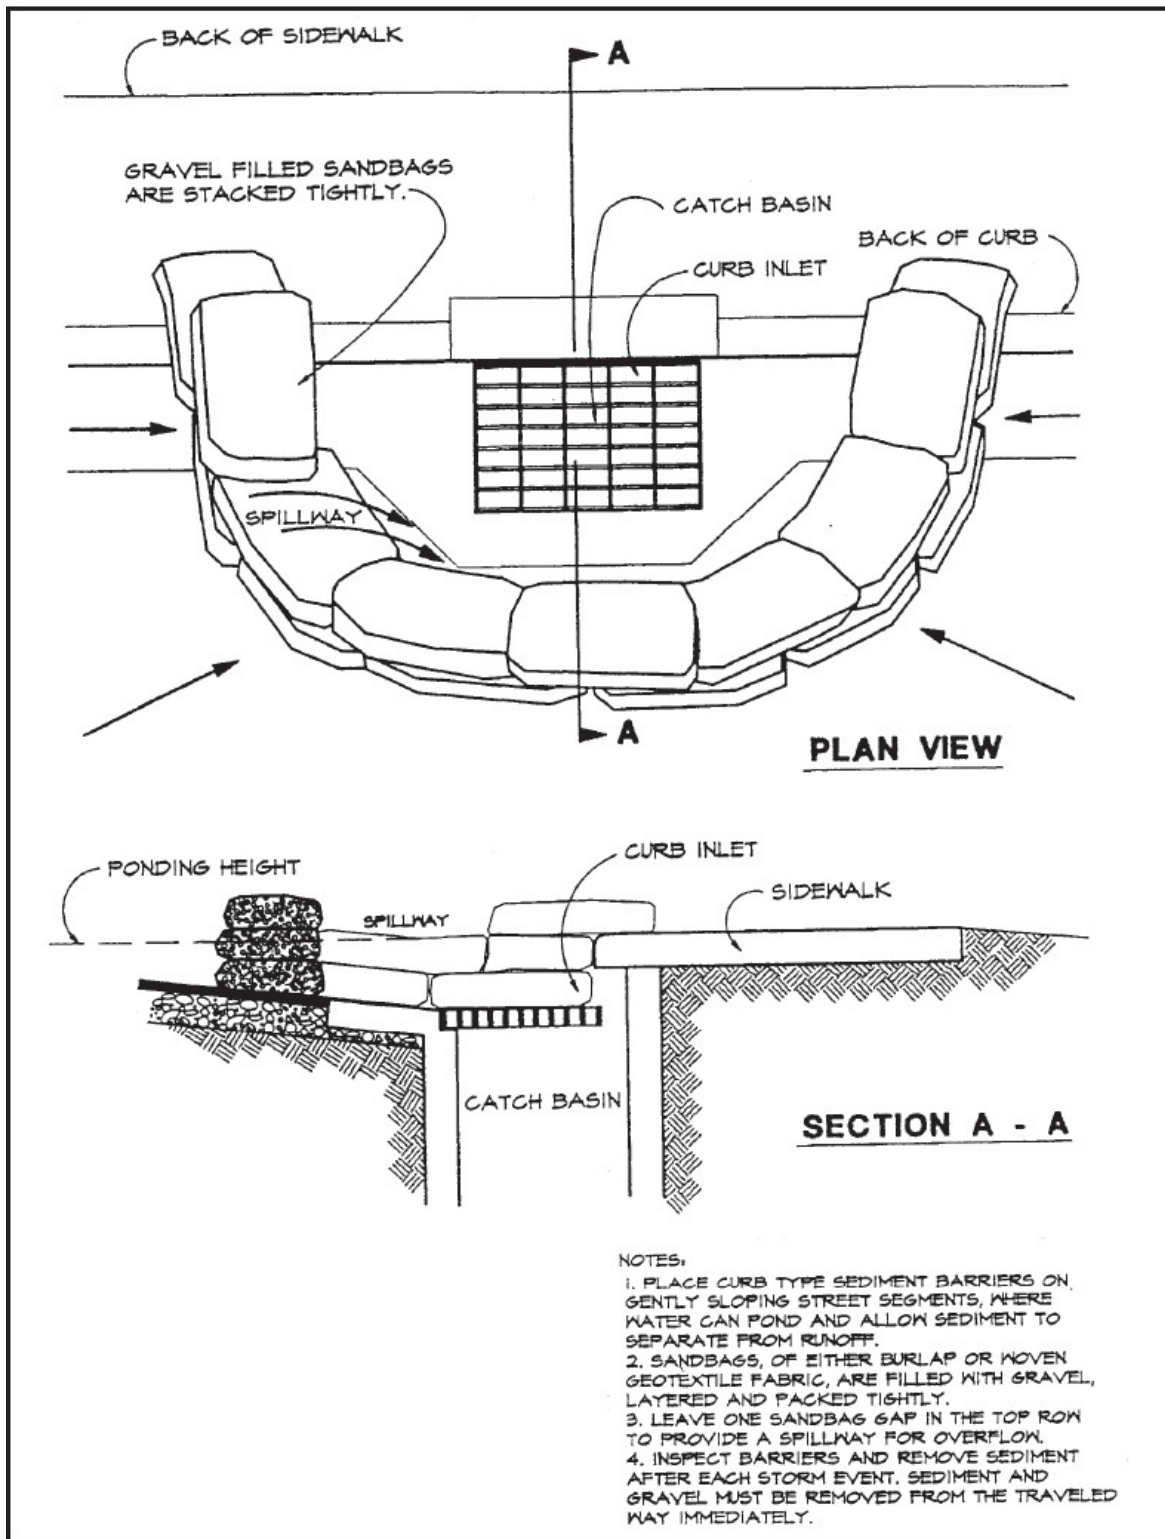 BACK OF SIDEWALK
A
GRAVEL FILLED SANDBAGS
ARE STACKED TIGHTLY.
CATCH BASIN
BACK OF CURB
CURB INLET
SPILLWAY
A
PLAN VIEW
PONDING HEIGHT
CURB INLET
SIDEWALK
SPILLWAY
CATCH BASIN
SECTION A - A
NOTES:
1. PLACE CURB TYPE SEDIMENT BARRIERS ON
GENTLY SLOPING STREET SEGMENTS, WHERE
WATER CAN POND AND ALLOW SEDIMENT TO
SEPARATE FROM RUNOFF.
2. SANDBAGS, OF EITHER BURLAP OR WOVEN
GEOTEXTILE FABRIC, ARE FILLED WITH GRAVEL,
LAYERED AND PACKED TIGHTLY.
3. LEAVE ONE SANDBAG GAP IN THE TOP ROW
TO PROVIDE A SPILLWAY FOR OVERFLOW.
4. INSPECT BARRIERS AND REMOVE SEDIMENT
AFTER EACH STORM EVENT. SEDIMENT AND
GRAVEL MUST BE REMOVED FROM THE TRAVELED
WAY IMMEDIATELY.